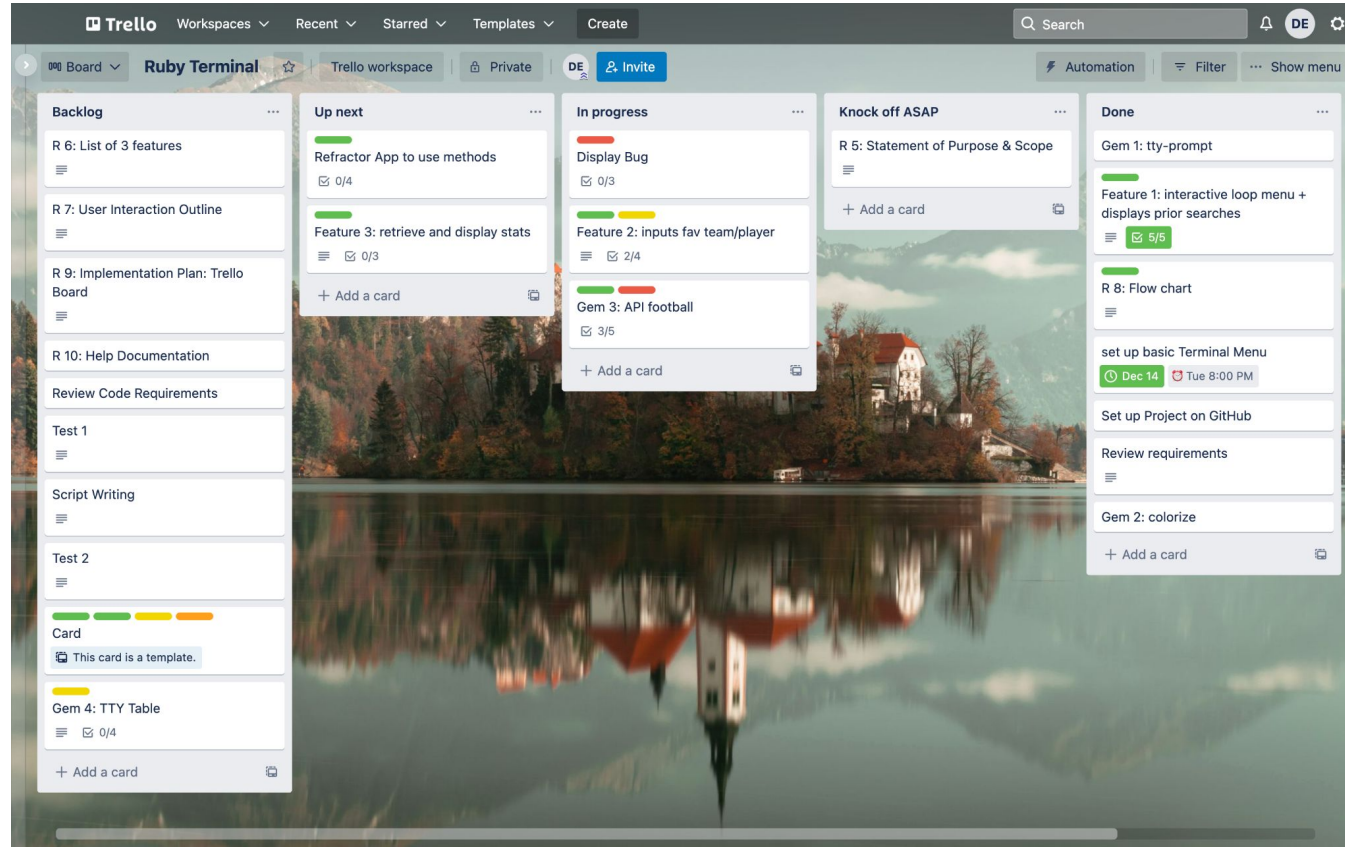 Trello Workspaces Recent Starred Templates Create Search DE
Board Ruby Terminal Trello workspace Private DE Invite Automation Filter ... Show menu
Backlog ...
R 6: List of 3 features
R 7: User Interaction Outline
R 9: Implementation Plan: Trello
Board
R 10: Help Documentation
Review Code Requirements
Test 1
Script Writing
Test 2
Card
This card is a template.
Gem 4: TTY Table
0/4
+ Add a card
Up next ...
Refractor App to use methods
0/4
Feature 3: retrieve and display stats
0/3
+ Add a card
In progress ...
Display Bug
0/3
Feature 2: inputs fav team/player
2/4
Gem 3: API football
3/5
+ Add a card
Knock off ASAP ...
R 5: Statement of Purpose & Scope
+ Add a card
Done ...
Gem 1: tty-prompt
Feature 1: interactive loop menu +
displays prior searches
5/5
R 8: Flow chart
set up basic Terminal Menu
Dec 14 Tue 8:00 PM
Set up Project on GitHub
Review requirements
Gem 2: colorize
+ Add a card